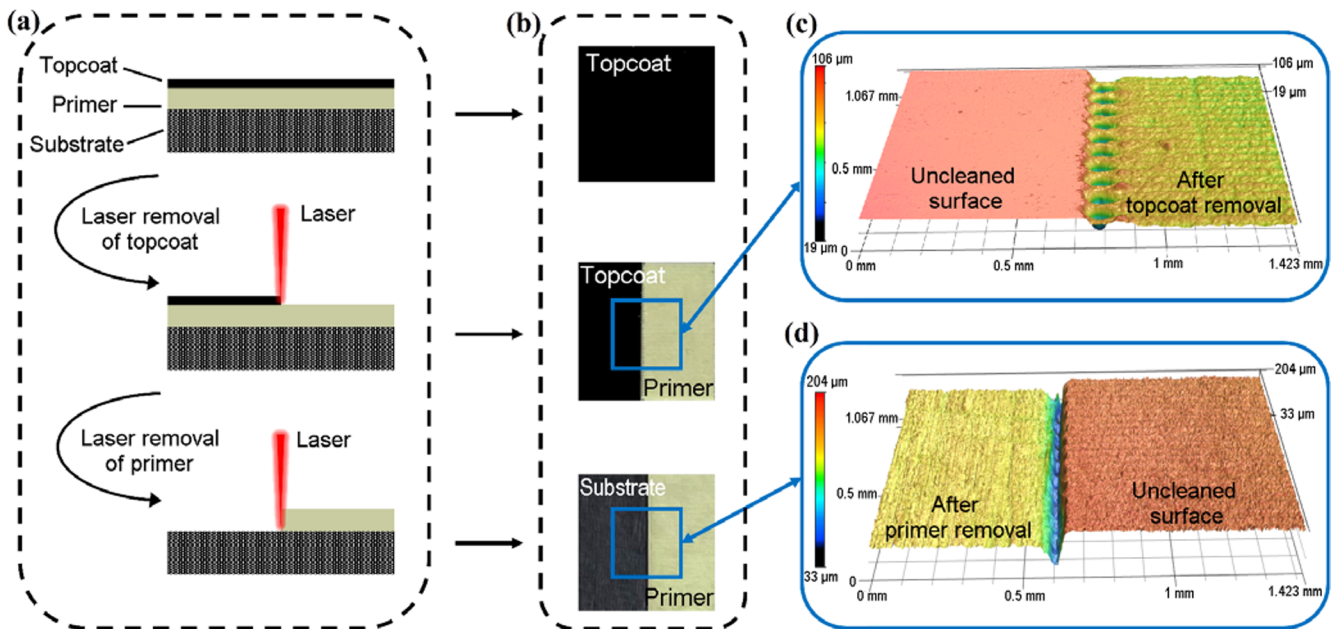 (a)
Topcoat
Primer
Substrate
Laser removal
of topcoat
Laser
Laser removal
of primer
Laser
(b)
Topcoat
Topcoat
Primer
Substrate
Primer
(c)
106 µm
19 µm
1.067 mm
0.5 mm
0
0 mm
0.5 mm
1 mm
1.423 mm
106 µm
19 µm
Uncleaned
surface
After
topcoat removal
(d)
204 µm
33 µm
1.067 mm
0.5 mm
0
0 mm
0.5 mm
1 mm
1.423 mm
204 µm
33 µm
After
primer removal
Uncleaned
surface